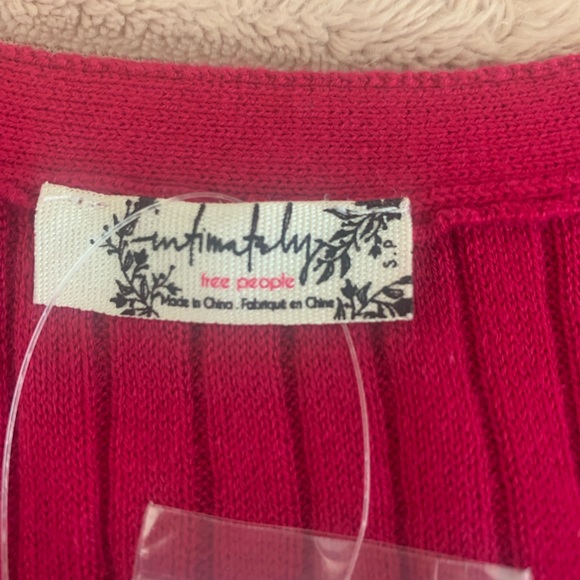 intimately
free people
Made in China . Fabriqué en Chine
S.P